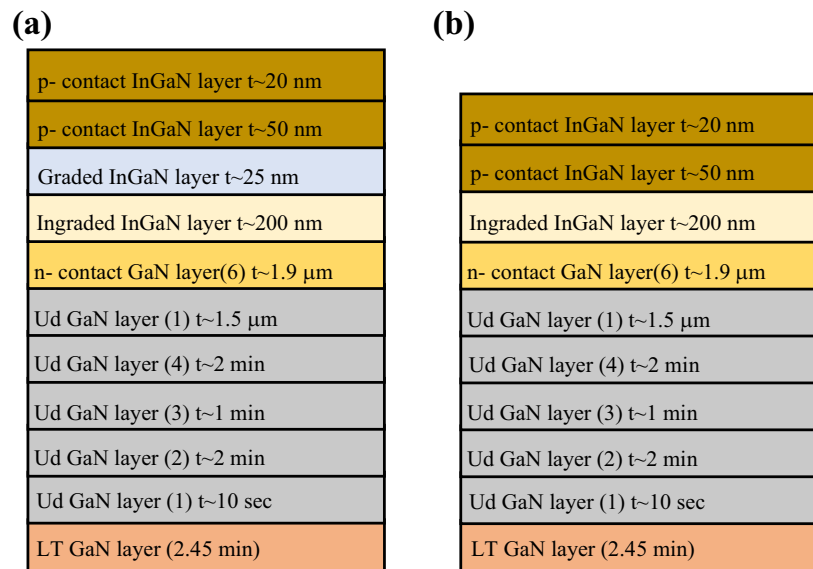 (a)
p- contact InGaN layer t~20 nm
p- contact InGaN layer t~50 nm
Graded InGaN layer t~25 nm
Ingraded InGaN layer t~200 nm
n- contact GaN layer(6) t~1.9 μm
Ud GaN layer (1) t~1.5 μm
Ud GaN layer (4) t~2 min
Ud GaN layer (3) t~1 min
Ud GaN layer (2) t~2 min
Ud GaN layer (1) t~10 sec
LT GaN layer (2.45 min)
(b)
p- contact InGaN layer t~20 nm
p- contact InGaN layer t~50 nm
Ingraded InGaN layer t~200 nm
n- contact GaN layer(6) t~1.9 μm
Ud GaN layer (1) t~1.5 μm
Ud GaN layer (4) t~2 min
Ud GaN layer (3) t~1 min
Ud GaN layer (2) t~2 min
Ud GaN layer (1) t~10 sec
LT GaN layer (2.45 min)